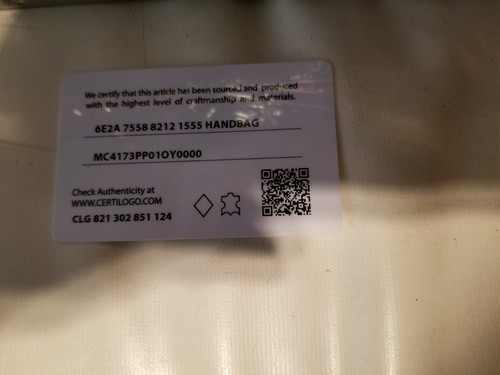 We certify that this article has been sourced and produced
with the highest level of craftmanship and materials.
6E2A 7558 8212 1555 HANDBAG
MC4173PP01OY0000
Check Authenticity at
WWW.CERTILOGO.COM
CLG 821 302 851 124